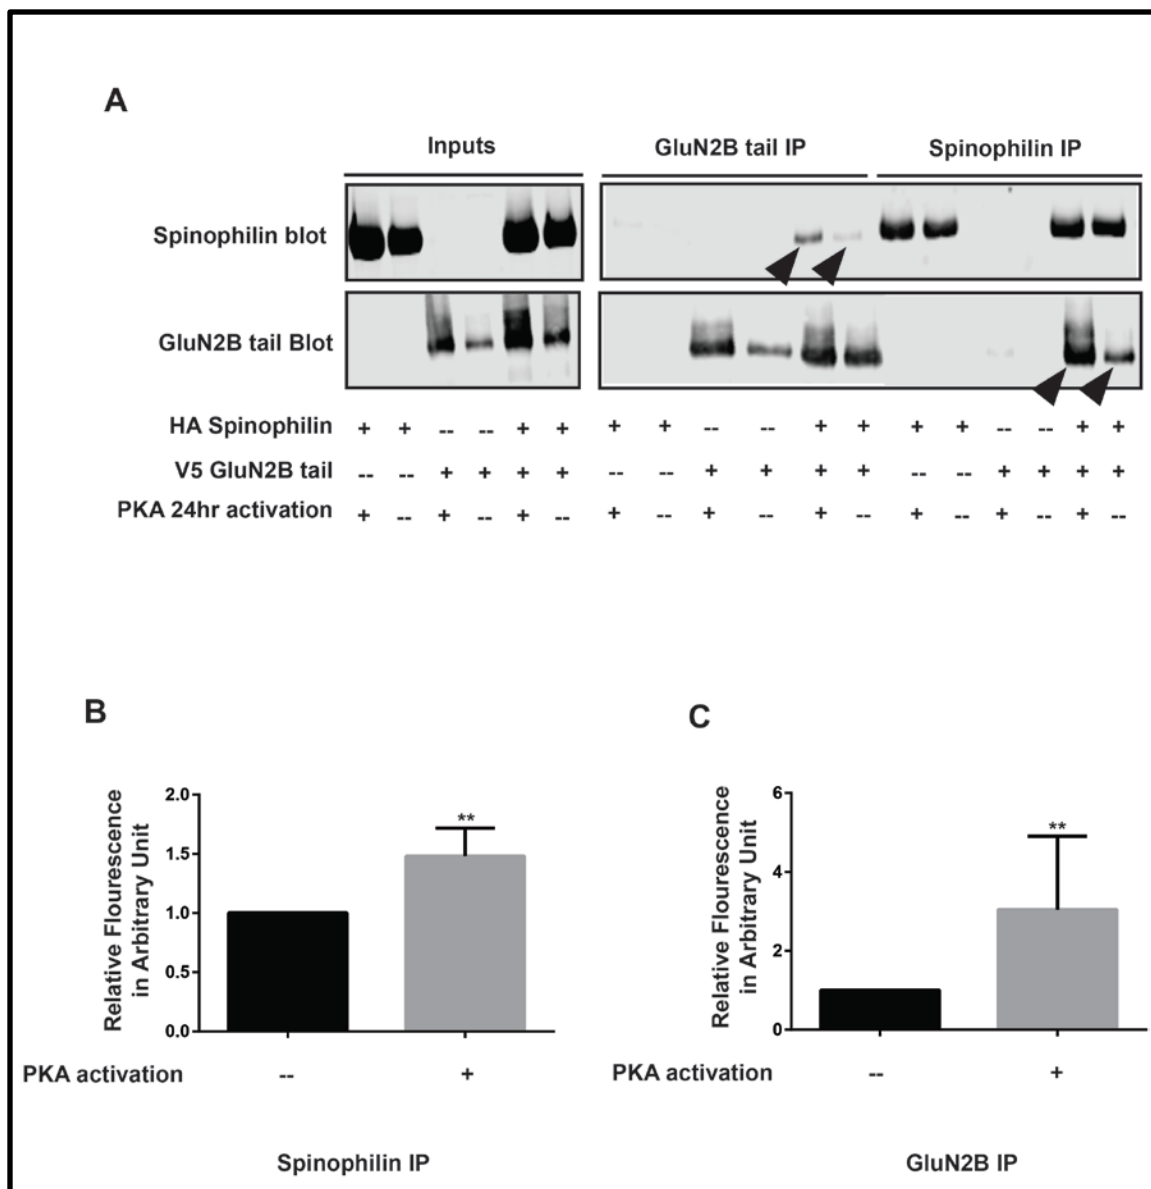 A
Inputs
GluN2B tail IP
Spinophilin IP
Spinophilin blot
GluN2B tail Blot
HA Spinophilin + + -- -- + + + + -- -- + + + + -- -- + +
V5 GluN2B tail -- -- + + + + -- -- + + + + -- -- + + + +
PKA 24hr activation + -- + -- + -- + -- + -- + -- + -- + -- + --
B
Relative Flourescence
in Arbitrary Unit
2.0
1.5
1.0
0.5
0.0
**
PKA activation -- +
Spinophilin IP
C
Relative Flourescence
in Arbitrary Unit
6
4
2
0
**
PKA activation -- +
GluN2B IP